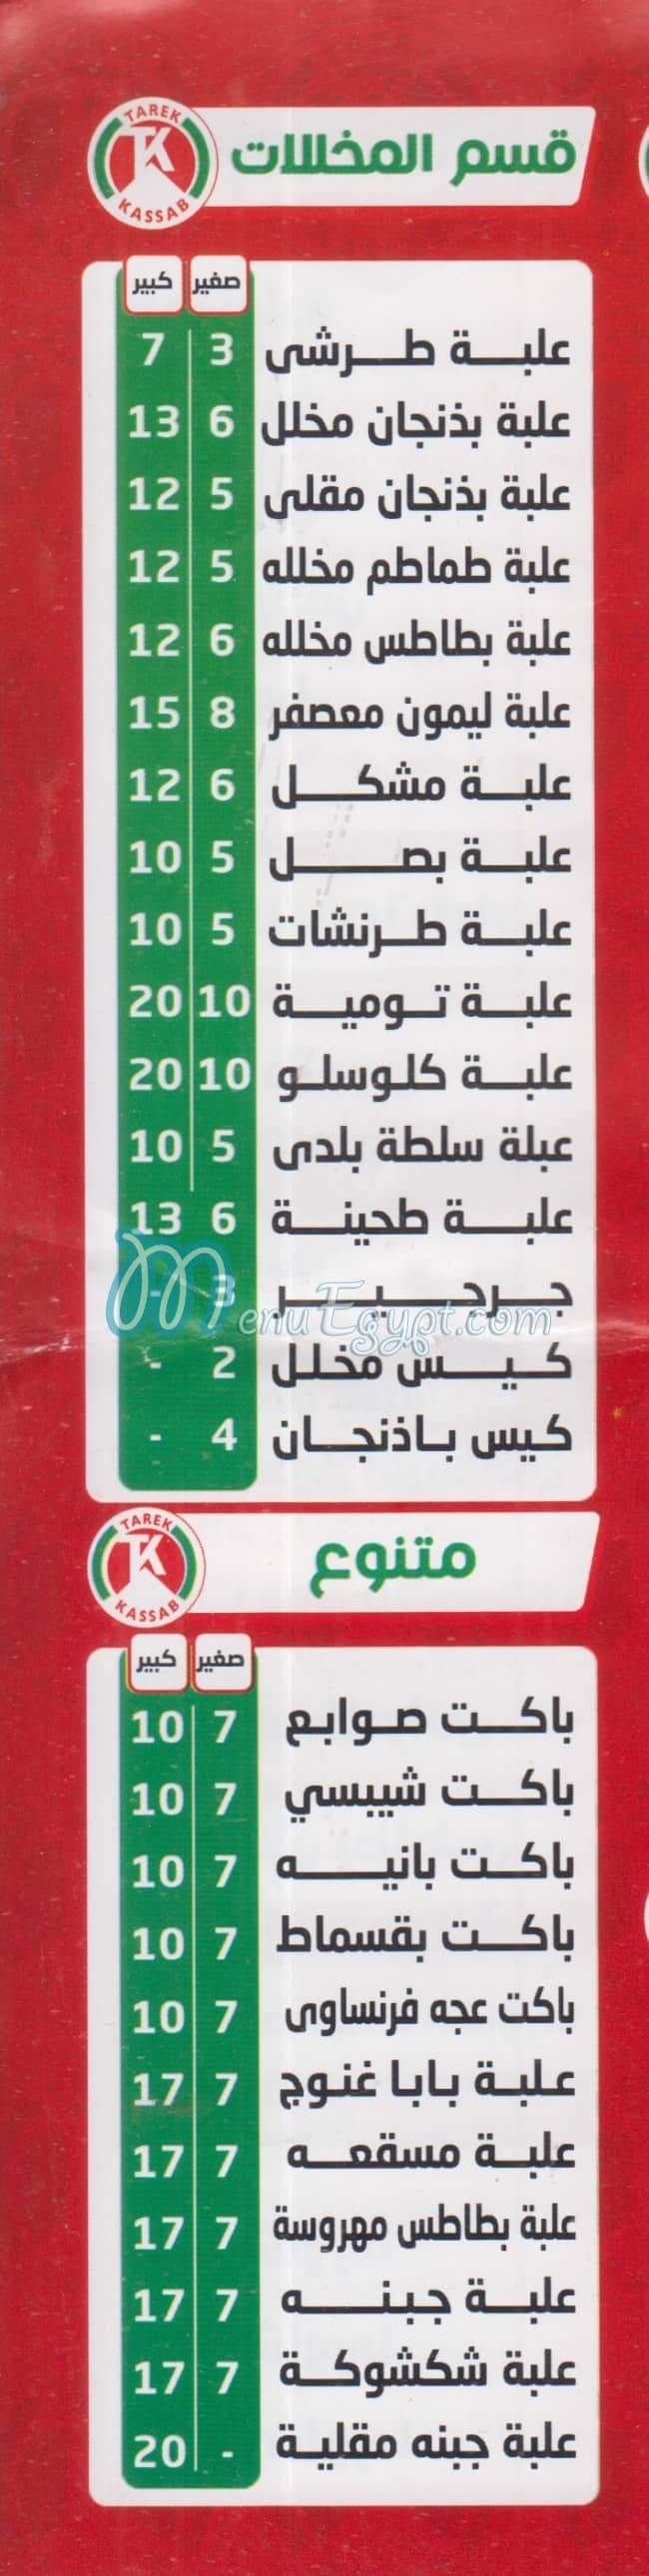 TAREK
TK
KASSAB
قسم المخللات
صغير كبير
علبة طرشى 3 7
علبة بذنجان مخلل 6 13
علبة بذنجان مقلى 5 12
علبة طماطم مخلله 5 12
علبة بطاطس مخلله 6 12
علبة ليمون معصفر 8 15
علبة مشكل 6 12
علبة بصل 5 10
علبة طرنشات 5 10
علبة تومية 10 20
علبة كلوسلو 10 20
عبلة سلطة بلدى 5 10
علبة طحينة 6 13
جرجير 3 -
MenuEgypt.com
كيس مخلل 2 -
كيس باذنجان 4 -
TAREK
TK
KASSAB
متنوع
صغير كبير
باكت صوابع 7 10
باكت شيبسي 7 10
باكت بانيه 7 10
باكت بقسماط 7 10
باكت عجه فرنساوى 7 10
علبة بابا غنوج 7 17
علبة مسقعه 7 17
علبة بطاطس مهروسة 7 17
علبة جبنه 7 17
علبة شكشوكة 7 17
علبة جبنه مقلية - 20